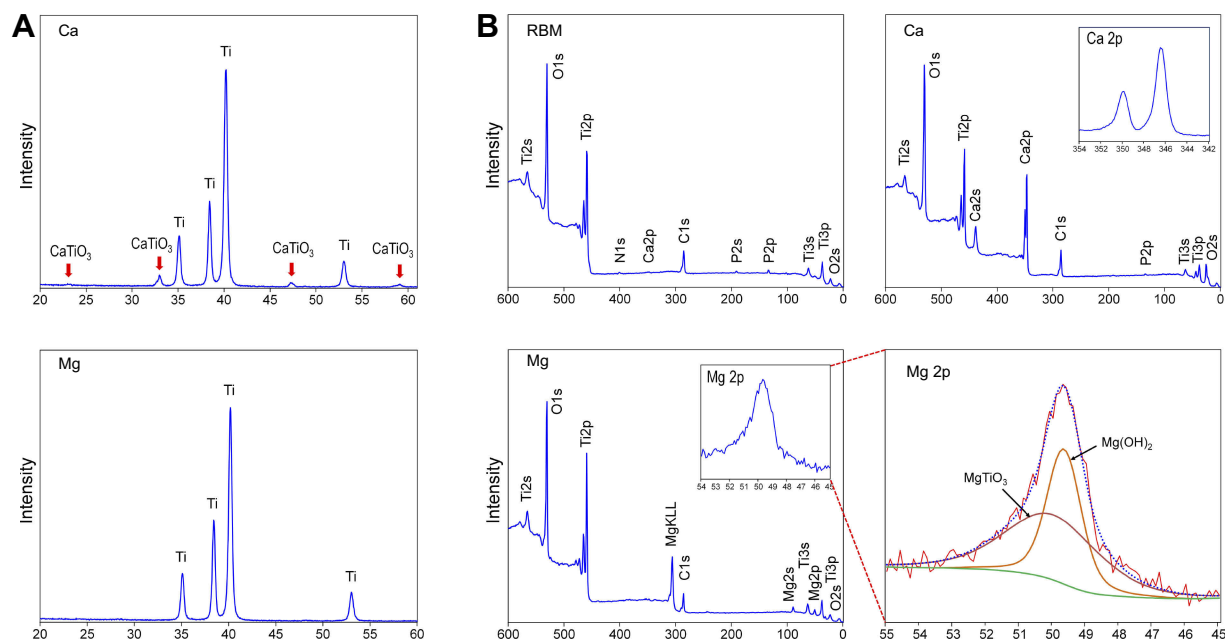 A
Ca
Intensity
CaTiO3
CaTiO3
Ti
Ti
Ti
CaTiO3
Ti
CaTiO3
20 25 30 35 40 45 50 55 60
Mg
Intensity
Ti
Ti
Ti
Ti
20 25 30 35 40 45 50 55 60
B
RBM
Intensity
Ti2s
O1s
Ti2p
N1s
Ca2p
C1s
P2s
P2p
Ti3s
Ti3p
O2s
600 500 400 300 200 100 0
Ca
Ti2s
O1s
Ti2p
Ca2s
Ca2p
C1s
P2p
Ti3s
Ti3p
O2s
600 500 400 300 200 100 0
Ca 2p
354 352 350 348 346 344 342
Mg
Intensity
Ti2s
O1s
Ti2p
MgKLL
C1s
Mg2s
Ti3s
Mg2p
Ti3p
O2s
600 500 400 300 200 100 0
Mg 2p
54 53 52 51 50 49 48 47 46 45
Mg 2p
MgTiO3
Mg(OH)2
55 54 53 52 51 50 49 48 47 46 45